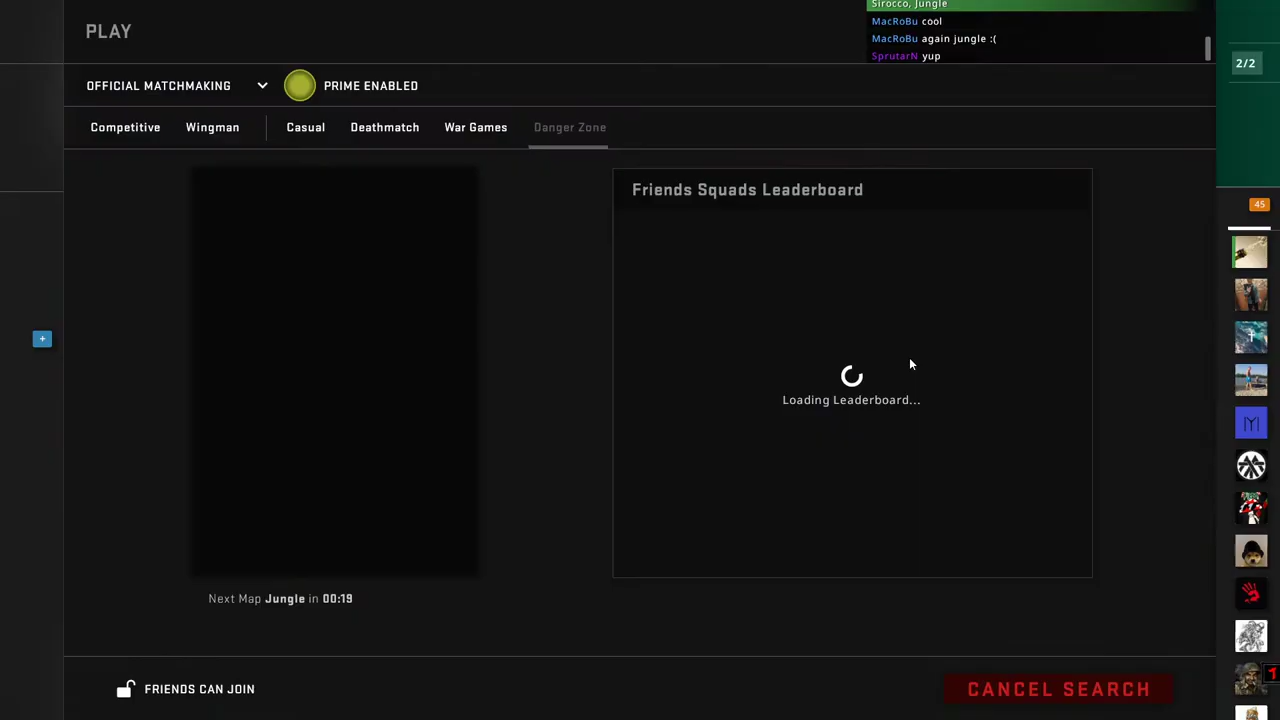 PLAY
Sirocco, Jungle
MacRoBu cool
MacRoBu again jungle :(
SprutarN yup
2/2
OFFICIAL MATCHMAKING
PRIME ENABLED
Competitive
Wingman
Casual
Deathmatch
War Games
Danger Zone
Friends Squads Leaderboard
45
+
Loading Leaderboard...
Next Map Jungle in 00:19
1
FRIENDS CAN JOIN
CANCEL SEARCH